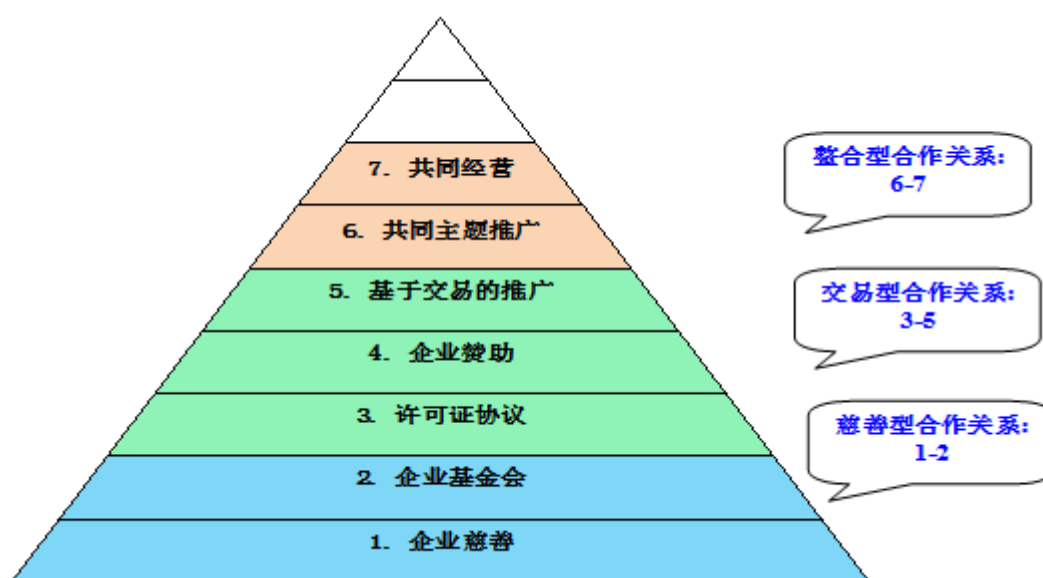 7. 共同经营
6. 共同主题推广
5. 基于交易的推广
4. 企业赞助
3. 许可证协议
2. 企业基金会
1. 企业慈善
整合型合作关系:
6-7
交易型合作关系:
3-5
慈善型合作关系:
1-2